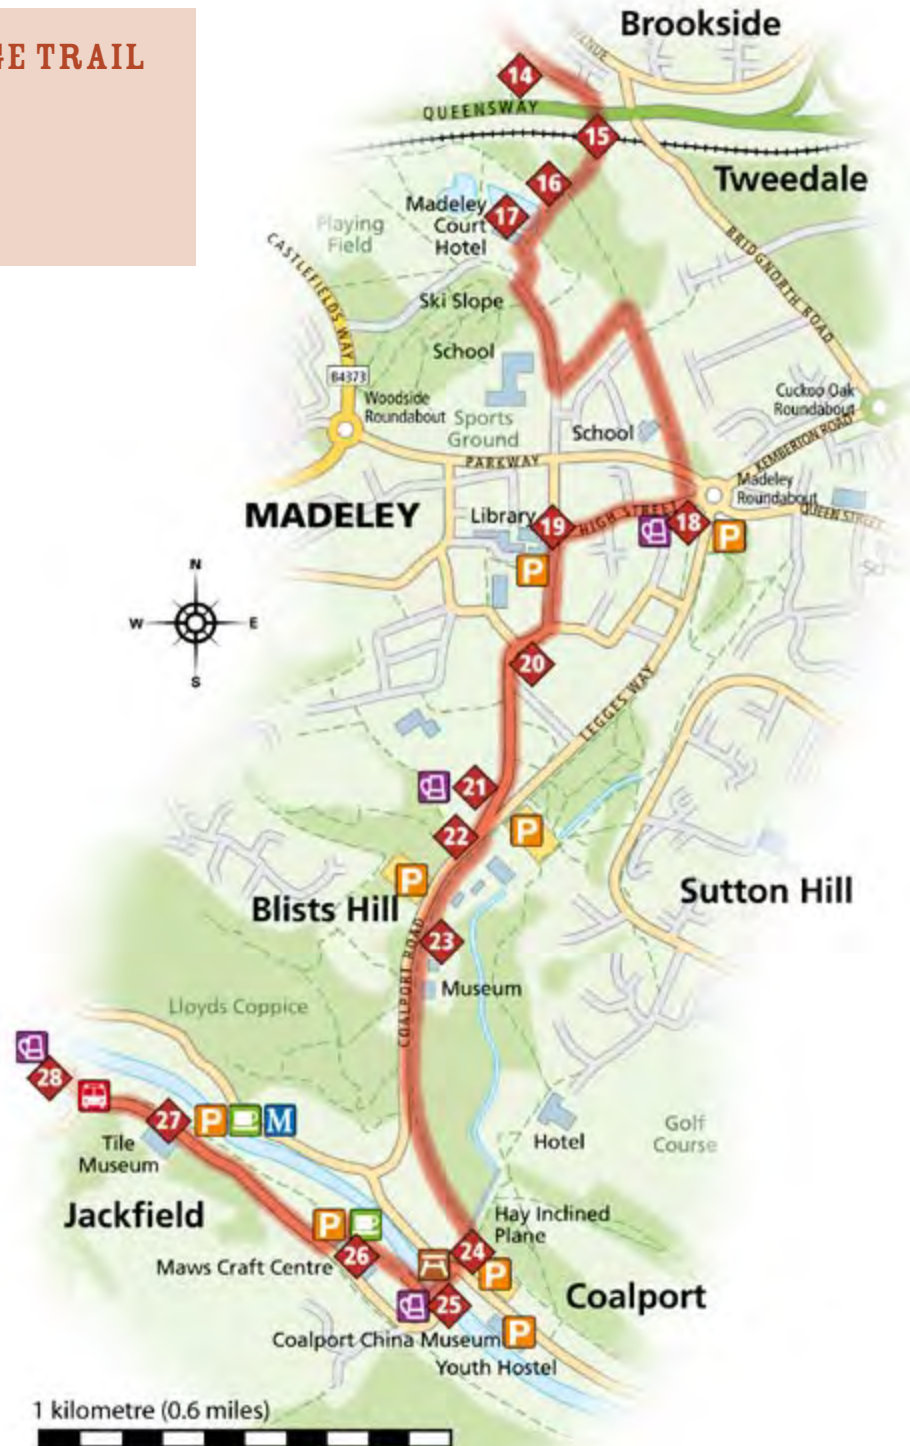 GE TRAIL
Brookside
14
QUEENSWAY
15
Tweedale
16
Madeley
Court
Hotel
17
Playing
Field
CASTLEFIELDS WAY
BRIDGNORTH ROAD
Ski Slope
School
B4373
Woodside
Roundabout
Cuckoo Oak
Roundabout
Sports
Ground
School
KEMBERTON ROAD
PARKWAY
Madeley
Roundabout
MADELEY
Library
19
HIGH STREET
18
QUEEN STREET
P
P
N
W
E
S
20
LEGGES WAY
21
22
P
P
Blists Hill
Sutton Hill
23
COALPORT ROAD
Museum
Lloyds Coppice
28
27
P
M
Tile
Museum
Hotel
Golf
Course
Jackfield
Hay Inclined
Plane
P
26
24
Maws Craft Centre
P
Coalport
25
Coalport China Museum
P
Youth Hostel
1 kilometre (0.6 miles)